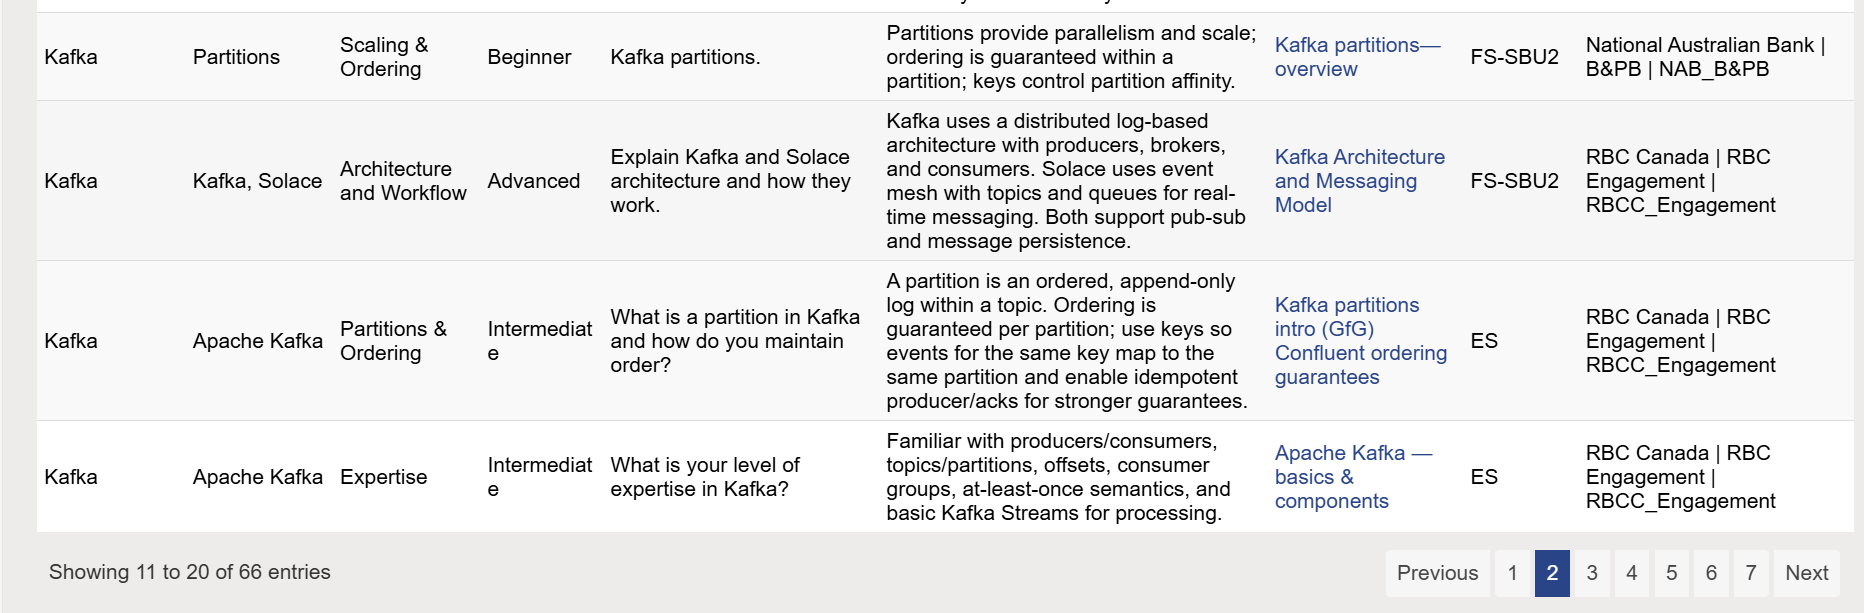 Kafka
Partitions
Scaling &
Ordering
Beginner
Kafka partitions.
Partitions provide parallelism and scale;
ordering is guaranteed within a
partition; keys control partition affinity.
Kafka partitions—
overview
FS-SBU2
National Australian Bank |
B&PB | NAB_B&PB
Kafka
Kafka, Solace
Architecture
and Workflow
Advanced
Explain Kafka and Solace
architecture and how they
work.
Kafka uses a distributed log-based
architecture with producers, brokers,
and consumers. Solace uses event
mesh with topics and queues for real-
time messaging. Both support pub-sub
and message persistence.
Kafka Architecture
and Messaging
Model
FS-SBU2
RBC Canada | RBC
Engagement |
RBCC_Engagement
Kafka
Apache Kafka
Partitions &
Ordering
Intermediat
e
What is a partition in Kafka
and how do you maintain
order?
A partition is an ordered, append-only
log within a topic. Ordering is
guaranteed per partition; use keys so
events for the same key map to the
same partition and enable idempotent
producer/acks for stronger guarantees.
Kafka partitions
intro (GfG)
Confluent ordering
guarantees
ES
RBC Canada | RBC
Engagement |
RBCC_Engagement
Kafka
Apache Kafka
Expertise
Intermediat
e
What is your level of
expertise in Kafka?
Familiar with producers/consumers,
topics/partitions, offsets, consumer
groups, at-least-once semantics, and
basic Kafka Streams for processing.
Apache Kafka —
basics &
components
ES
RBC Canada | RBC
Engagement |
RBCC_Engagement
Showing 11 to 20 of 66 entries
Previous 1 2 3 4 5 6 7 Next